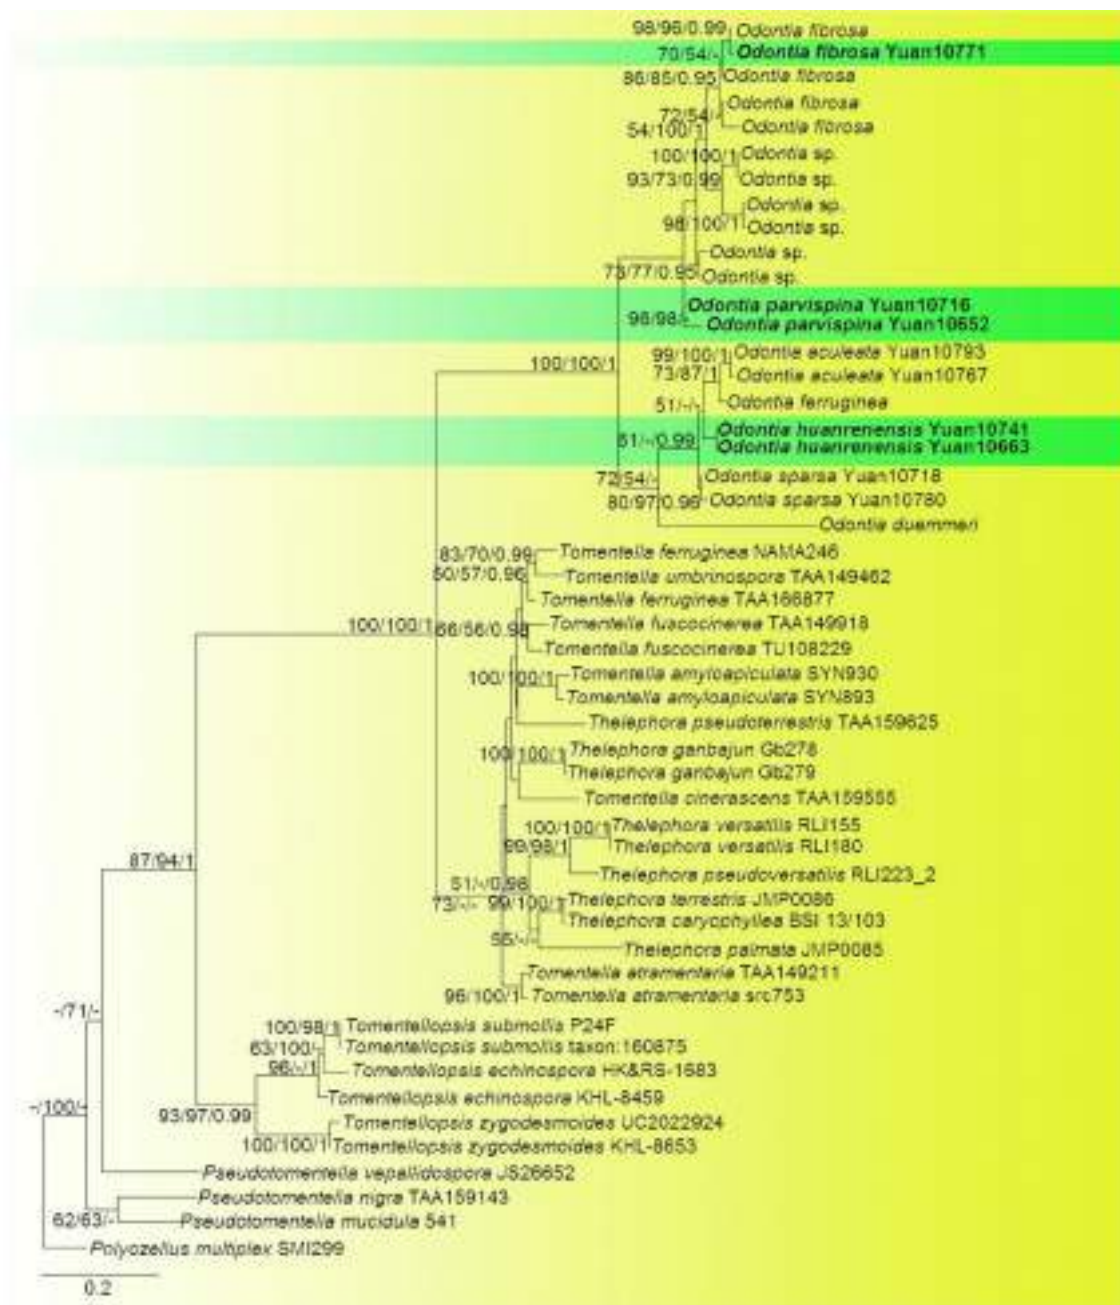 98/96/0.99 Odontia fibrosa
70/54/- Odontia fibrosa Yuan10771
86/85/0.95 Odontia fibrosa
72/54/- Odontia fibrosa
54/100/1 Odontia fibrosa
100/100/1 Odontia sp.
93/73/0.99 Odontia sp.
Odontia sp.
98/100/1 Odontia sp.
Odontia sp.
73/77/0.95 Odontia sp.
Odontia parvispina Yuan10716
96/98/- Odontia parvispina Yuan10652
99/100/1 Odontia aculeata Yuan10793
100/100/1
73/87/1 Odontia aculeata Yuan10767
51/-/- Odontia ferruginea
Odontia huanrenensis Yuan10741
51/-/0.99 Odontia huanrenensis Yuan10663
72/54/- Odontia sparsa Yuan10718
80/97/0.96 Odontia sparsa Yuan10780
Odontia duemmeri
83/70/0.99 Tomentella ferruginea NAMA246
50/57/0.96 Tomentella umbrinospora TAA149462
Tomentella ferruginea TAA166877
100/100/1 66/56/0.98 Tomentella fuscocinerea TAA149918
Tomentella fuscocinerea TU108229
100/100/1 Tomentella amyloapiculata SYN930
Tomentella amyloapiculata SYN893
Thelephora pseudoterrestris TAA159625
100/100/1 Thelephora ganbajun Gb278
Thelephora ganbajun Gb279
Tomentella cinerascens TAA159555
100/100/1 Thelephora versatilis RLI155
99/98/1 Thelephora versatilis RLI180
87/94/1
Thelephora pseudoversatilis RLI223_2
51/-/0.98
73/-/- 99/100/1 Thelephora terrestris JMP0086
Thelephora caryophyllea BSI 13/103
55/-/- Thelephora palmata JMP0085
Tomentella atramentaria TAA149211
96/100/1 Tomentella atramentaria src753
-/71/-
100/98/1 Tomentellopsis submollis P24F
63/100/- Tomentellopsis submollis taxon:160875
96/-/1 Tomentellopsis echinospora HK&RS-1683
Tomentellopsis echinospora KHL-8459
-/100/-
93/97/0.99 Tomentellopsis zygodesmoides UC2022924
100/100/1 Tomentellopsis zygodesmoides KHL-8653
Pseudotomentella vepallidospora JS26652
Pseudotomentella nigra TAA159143
62/63/- Pseudotomentella mucidula 541
Polyozellus multiplex SMI299
0.2